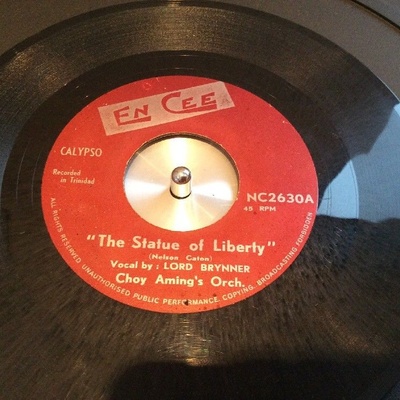 EN CEE
CALYPSO
Recorded
in Trinidad
NC2630A
45 RPM
"The Statue of Liberty"
(Nelson Caton)
Vocal by: LORD BRYNNER
Choy Aming's Orch.
ALL RIGHTS RESERVED. UNAUTHORISED PUBLIC PERFORMANCE, COPYING, BROADCASTING FORBIDDEN